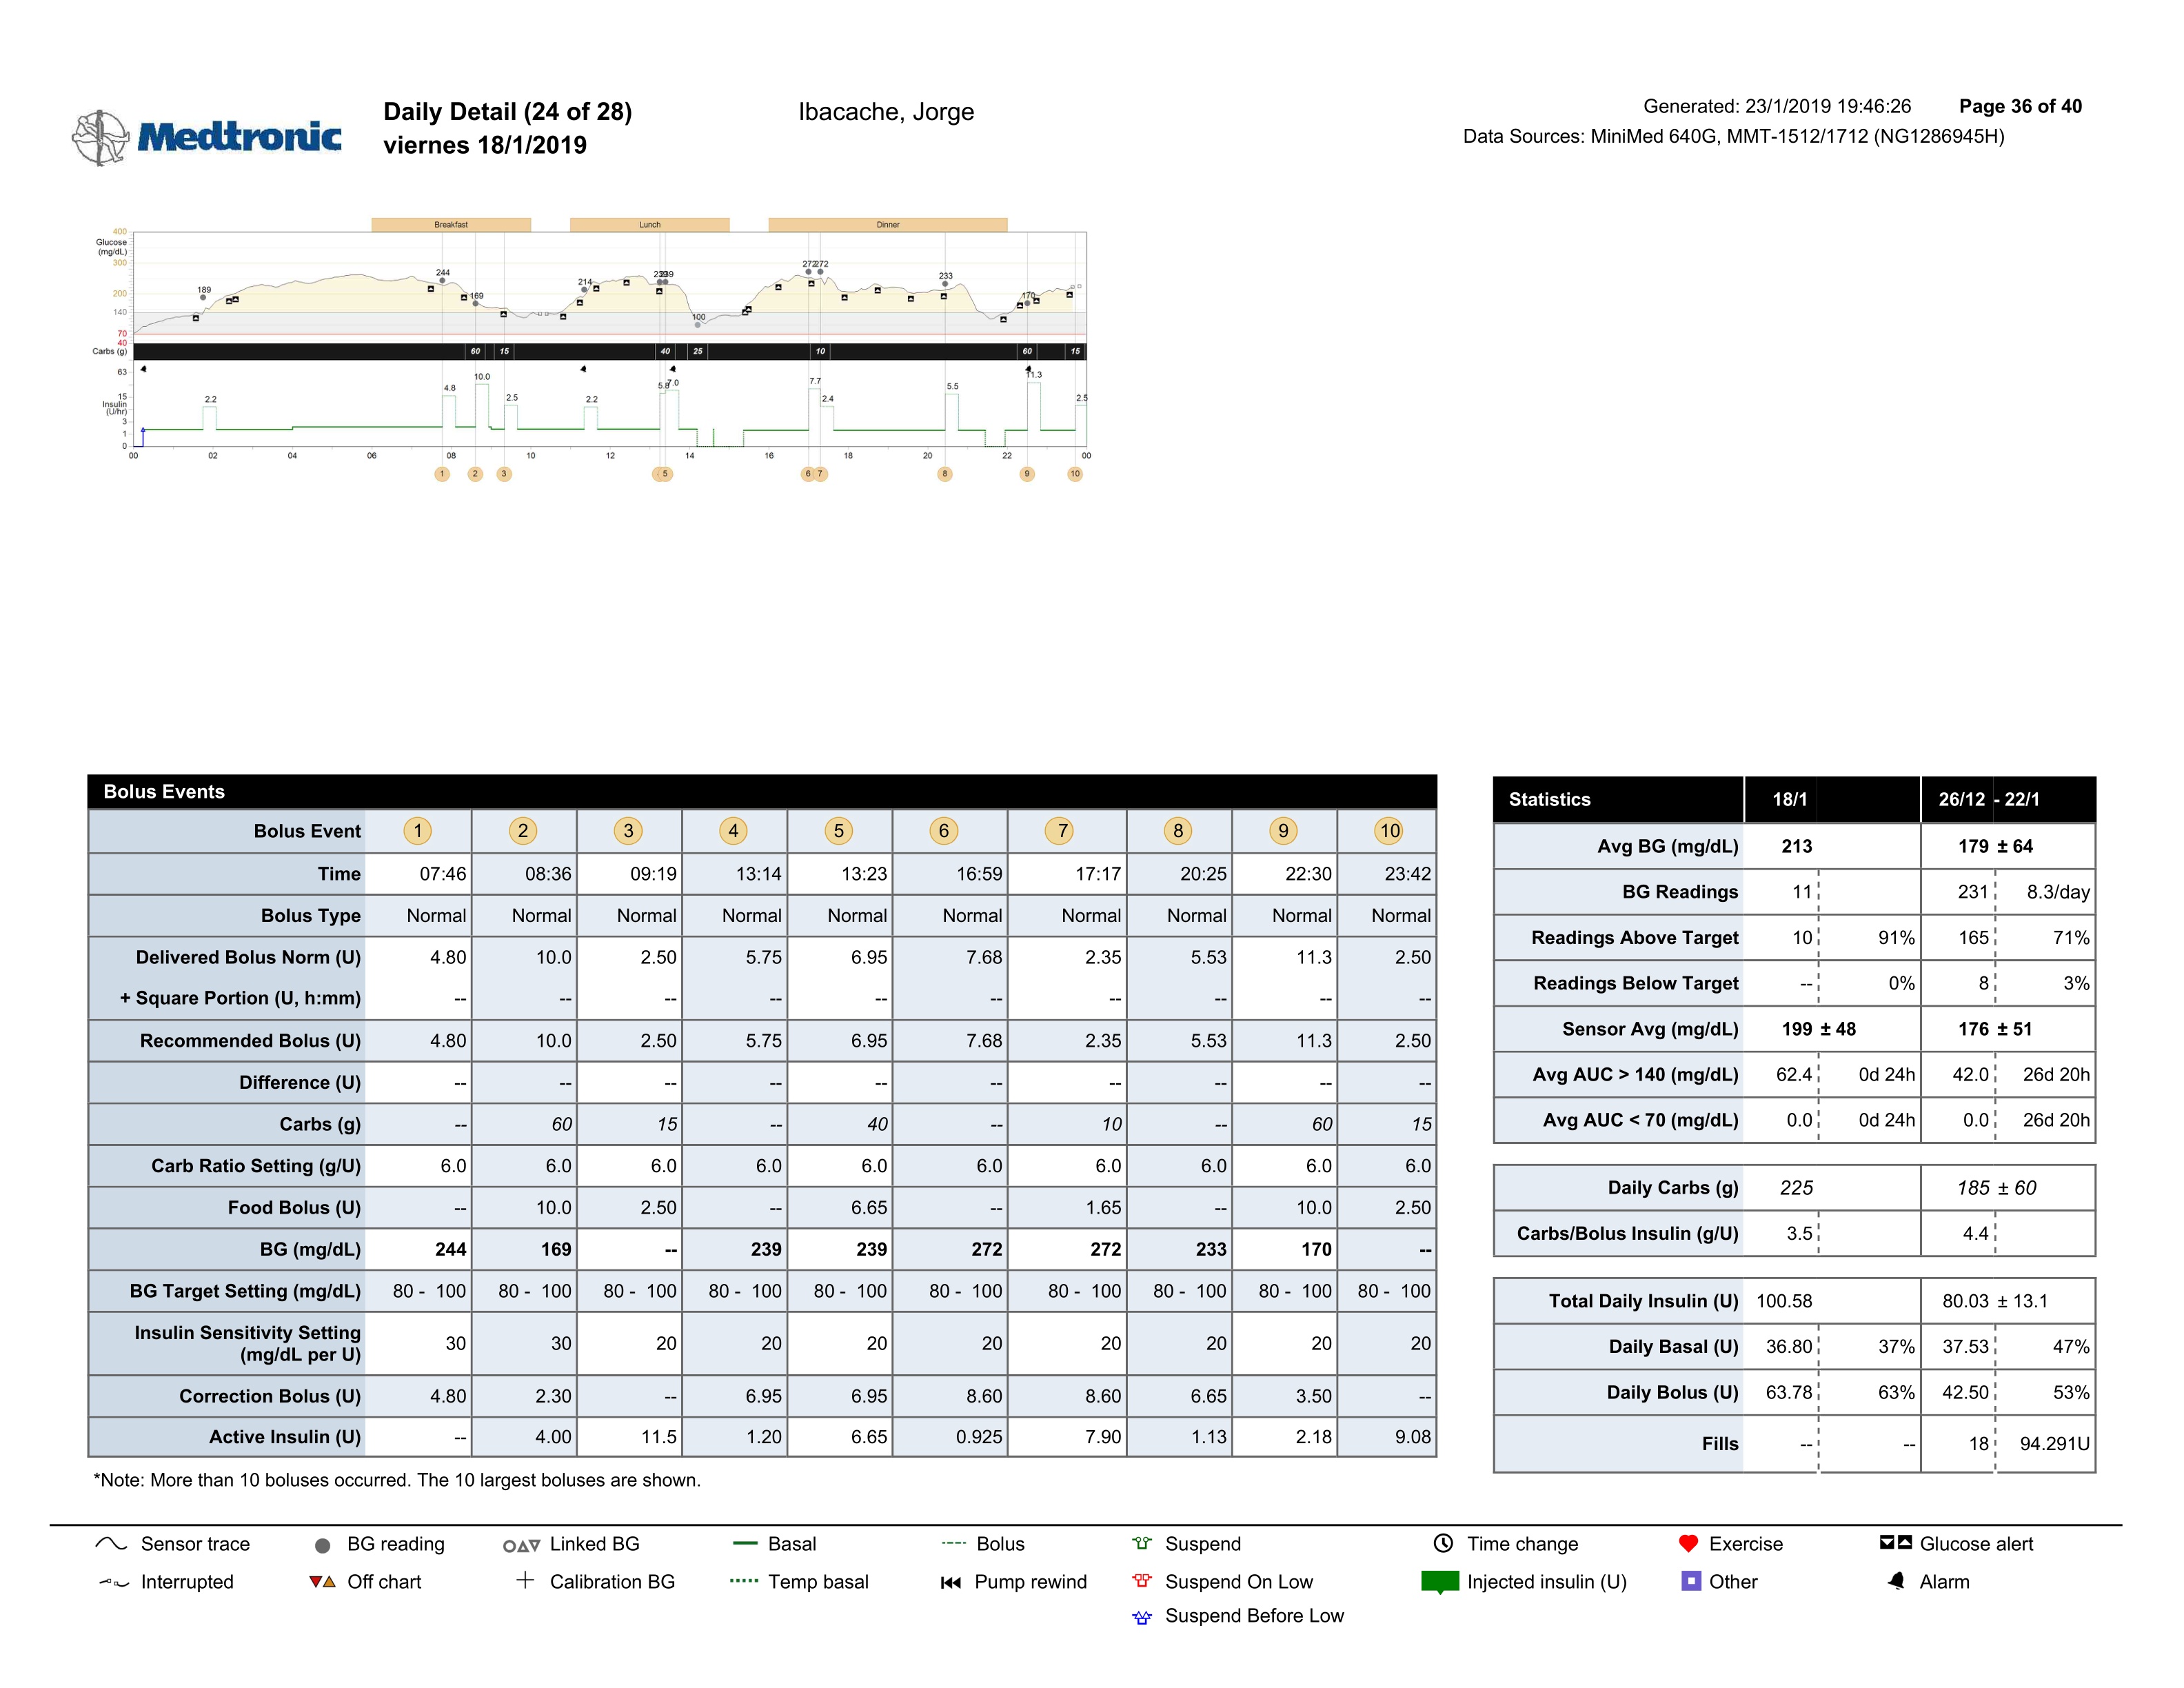 Medtronic
Daily Detail (24 of 28)
viernes 18/1/2019
Ibacache, Jorge
Generated: 23/1/2019 19:46:26 Page 36 of 40
Data Sources: MiniMed 640G, MMT-1512/1712 (NG1286945H)
Breakfast Lunch Dinner
400
Glucose
(mg/dL)
300
200
140
70
40
189 244 169 214 239 239 100 272 272 233 170
Carbs (g) 60 15 40 25 10 60 15
63
15
Insulin
(U/hr)
3
1
0
2.2 4.8 10.0 2.5 2.2 5.8 7.0 7.7 2.4 5.5 11.3 2.5
00 02 04 06 08 10 12 14 16 18 20 22 00
1 2 3 5 6 7 8 9 10
Bolus Events
Bolus Event 1 2 3 4 5 6 7 8 9 10
Time 07:46 08:36 09:19 13:14 13:23 16:59 17:17 20:25 22:30 23:42
Bolus Type Normal Normal Normal Normal Normal Normal Normal Normal Normal Normal
Delivered Bolus Norm (U) 4.80 10.0 2.50 5.75 6.95 7.68 2.35 5.53 11.3 2.50
+ Square Portion (U, h:mm) -- -- -- -- -- -- -- -- -- --
Recommended Bolus (U) 4.80 10.0 2.50 5.75 6.95 7.68 2.35 5.53 11.3 2.50
Difference (U) -- -- -- -- -- -- -- -- -- --
Carbs (g) -- 60 15 -- 40 -- 10 -- 60 15
Carb Ratio Setting (g/U) 6.0 6.0 6.0 6.0 6.0 6.0 6.0 6.0 6.0 6.0
Food Bolus (U) -- 10.0 2.50 -- 6.65 -- 1.65 -- 10.0 2.50
BG (mg/dL) 244 169 -- 239 239 272 272 233 170 --
BG Target Setting (mg/dL) 80 - 100 80 - 100 80 - 100 80 - 100 80 - 100 80 - 100 80 - 100 80 - 100 80 - 100 80 - 100
Insulin Sensitivity Setting
(mg/dL per U) 30 30 20 20 20 20 20 20 20 20
Correction Bolus (U) 4.80 2.30 -- 6.95 6.95 8.60 8.60 6.65 3.50 --
Active Insulin (U) -- 4.00 11.5 1.20 6.65 0.925 7.90 1.13 2.18 9.08
*Note: More than 10 boluses occurred. The 10 largest boluses are shown.
Statistics 18/1 26/12 - 22/1
Avg BG (mg/dL) 213 179 ± 64
BG Readings 11 231 8.3/day
Readings Above Target 10 91% 165 71%
Readings Below Target -- 0% 8 3%
Sensor Avg (mg/dL) 199 ± 48 176 ± 51
Avg AUC > 140 (mg/dL) 62.4 0d 24h 42.0 26d 20h
Avg AUC < 70 (mg/dL) 0.0 0d 24h 0.0 26d 20h
Daily Carbs (g) 225 185 ± 60
Carbs/Bolus Insulin (g/U) 3.5 4.4
Total Daily Insulin (U) 100.58 80.03 ± 13.1
Daily Basal (U) 36.80 37% 37.53 47%
Daily Bolus (U) 63.78 63% 42.50 53%
Fills -- -- 18 94.291U
Sensor trace BG reading Linked BG Basal Bolus Suspend Time change Exercise Glucose alert
Interrupted Off chart Calibration BG Temp basal Pump rewind Suspend On Low Injected insulin (U) Other Alarm
Suspend Before Low